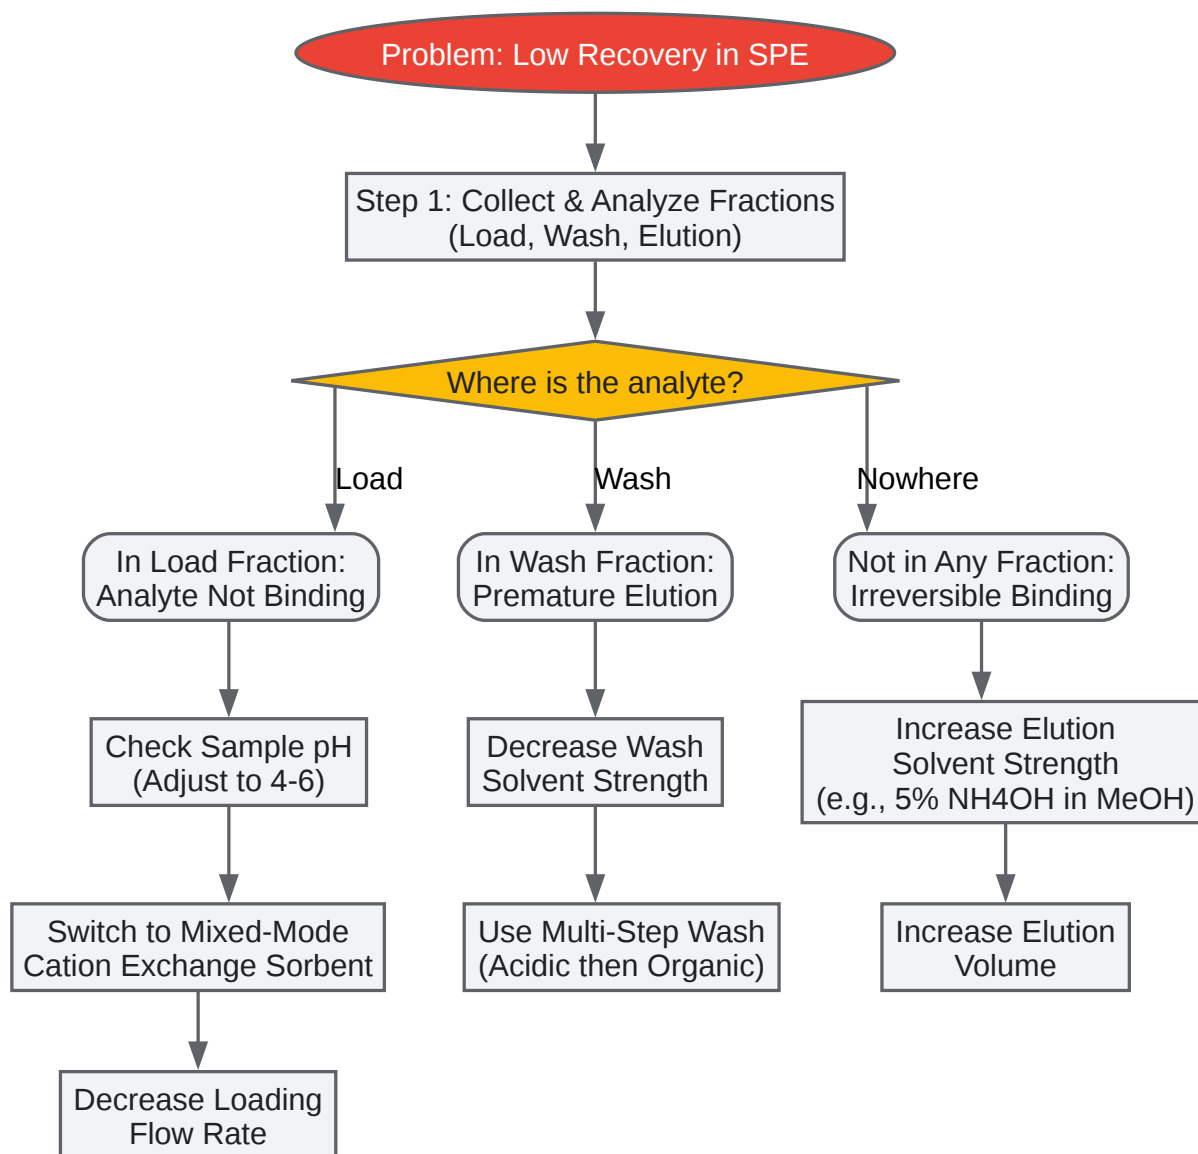 Problem: Low Recovery in SPE
Step 1: Collect & Analyze Fractions
(Load, Wash, Elution)
Where is the analyte?
Load
Wash
Nowhere
In Load Fraction:
Analyte Not Binding
In Wash Fraction:
Premature Elution
Not in Any Fraction:
Irreversible Binding
Check Sample pH
(Adjust to 4-6)
Decrease Wash
Solvent Strength
Increase Elution
Solvent Strength
(e.g., 5% NH4OH in MeOH)
Switch to Mixed-Mode
Cation Exchange Sorbent
Use Multi-Step Wash
(Acidic then Organic)
Increase Elution
Volume
Decrease Loading
Flow Rate